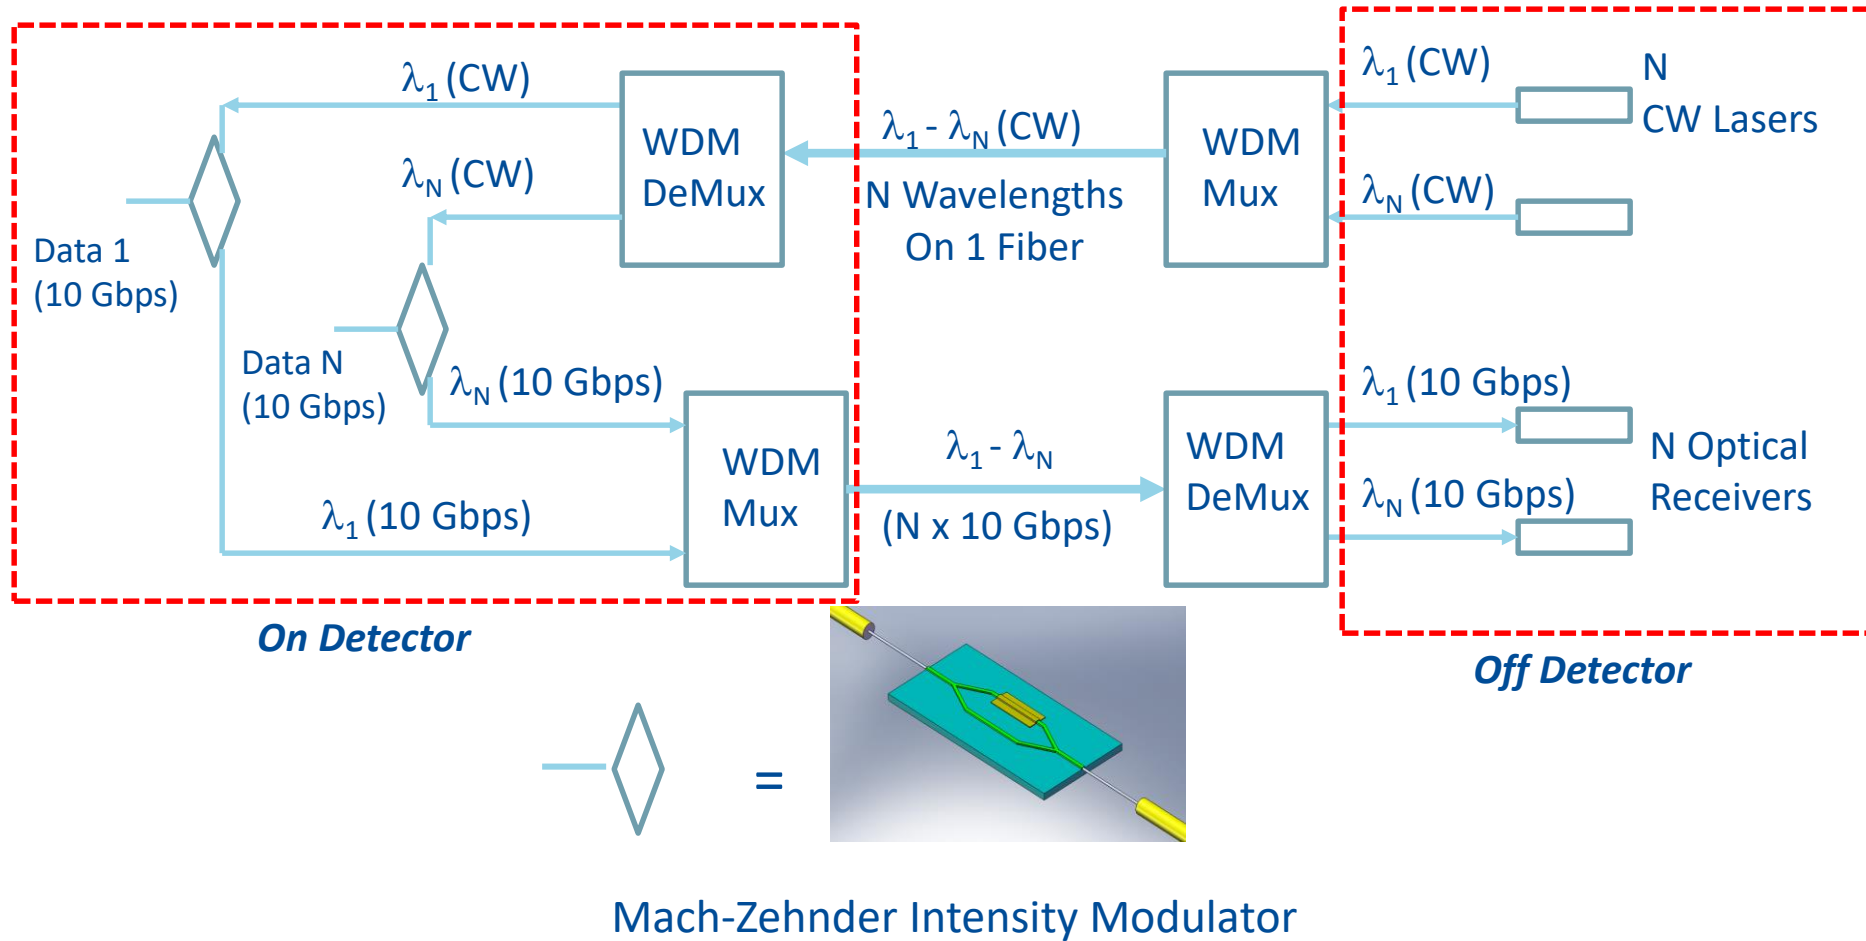 λ1 (CW)
WDM
DeMux
λN (CW)
Data 1
(10 Gbps)
Data N
(10 Gbps)
λN (10 Gbps)
WDM
Mux
λ1 (10 Gbps)
On Detector
λ1 - λN (CW)
N Wavelengths
On 1 Fiber
WDM
Mux
λ1 (CW)
N
CW Lasers
λN (CW)
λ1 - λN
(N x 10 Gbps)
WDM
DeMux
λ1 (10 Gbps)
N Optical
Receivers
λN (10 Gbps)
Off Detector
=
Mach-Zehnder Intensity Modulator